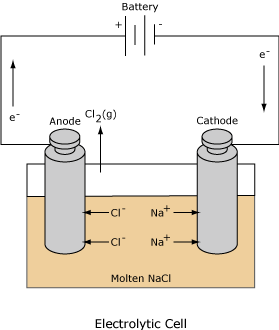 Battery
+ -
e-
e-
Cl2(g)
Anode
Cathode
Cl- Na+
Cl- Na+
Molten NaCl
Electrolytic Cell